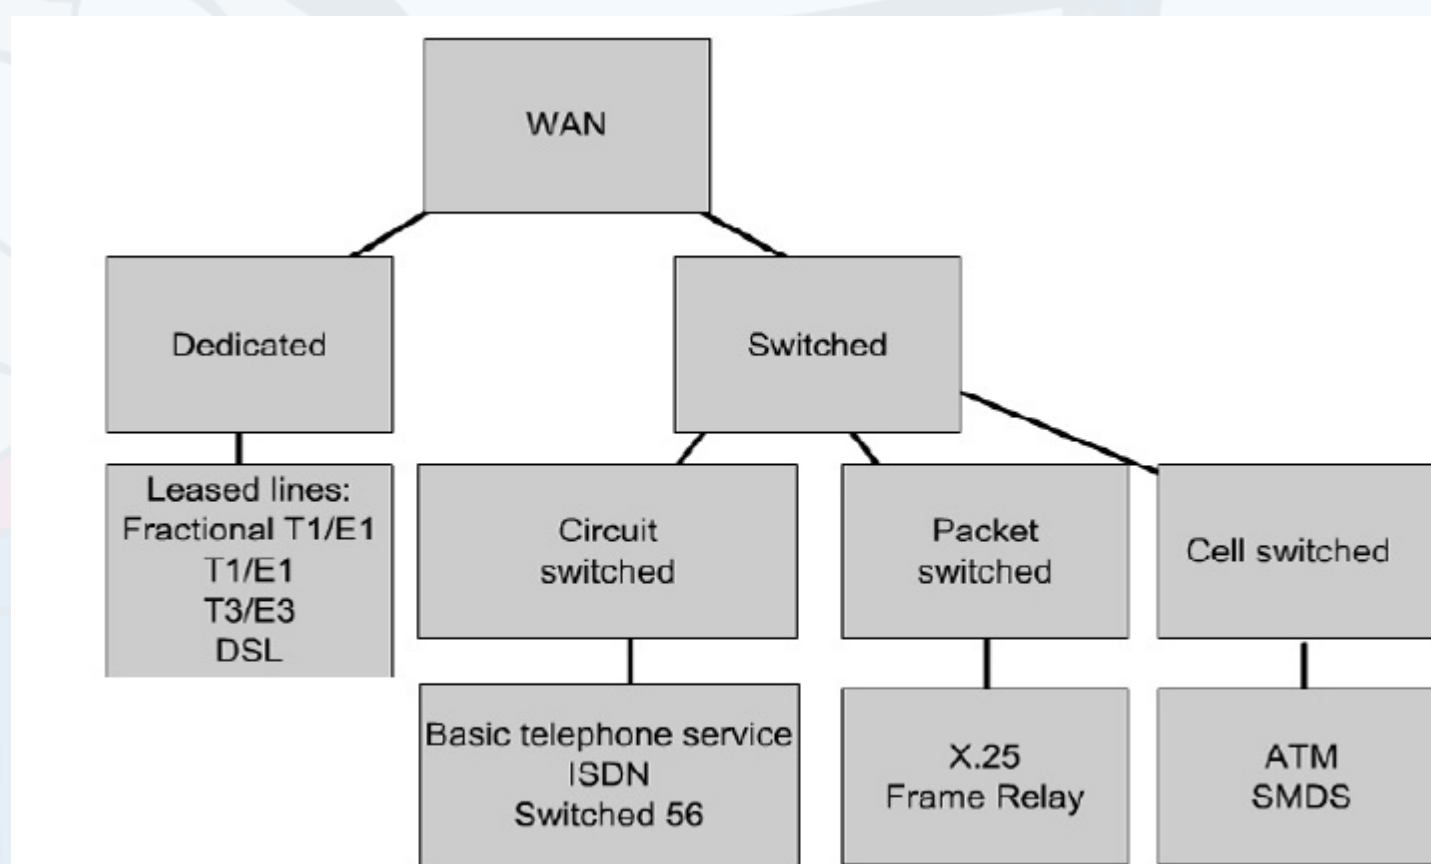 WAN
Dedicated
Switched
Leased lines:
Fractional T1/E1
T1/E1
T3/E3
DSL
Circuit
switched
Packet
switched
Cell switched
Basic telephone service
ISDN
Switched 56
X.25
Frame Relay
ATM
SMDS